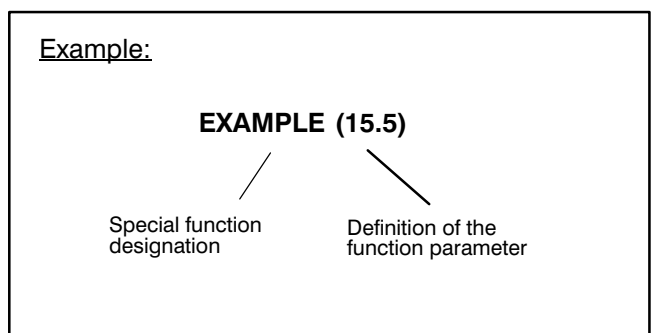 Example:
EXAMPLE (15.5)
Special function
designation
Definition of the
function parameter